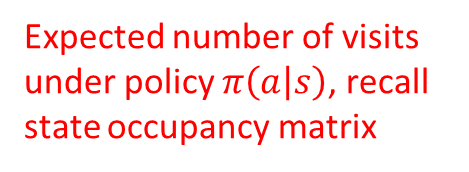 Expected number of visits
under policy π(a|s), recall
state occupancy matrix